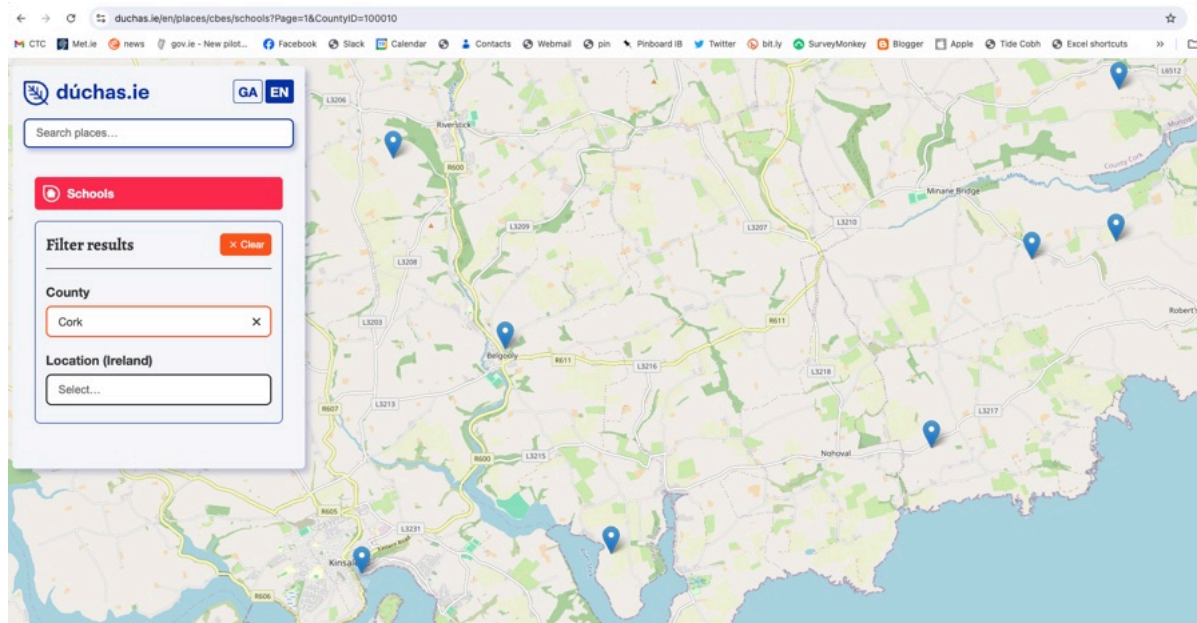 duchas.ie/en/places/cbes/schools?Page=1&CountyID=100010
CTC Met.ie news gov.ie - New pilot... Facebook Slack Calendar Contacts Webmail pin Pinboard IB Twitter bit.ly SurveyMonkey Blogger Apple Tide Cobh Excel shortcuts »
dúchas.ie GA EN
Search places...
Schools
Filter results × Clear
County
Cork ×
Location (Ireland)
Select...
L6512
L3206
Riverstick
County Cork
R600
Minane Bridge
L3209
L3207
L3210
L3208
Robert's
L3203
R611
Belgooly
R611
L3216
L3218
R607
L3213
L3217
Nohoval
R600
L3215
R605
L3231
Kinsale
R606